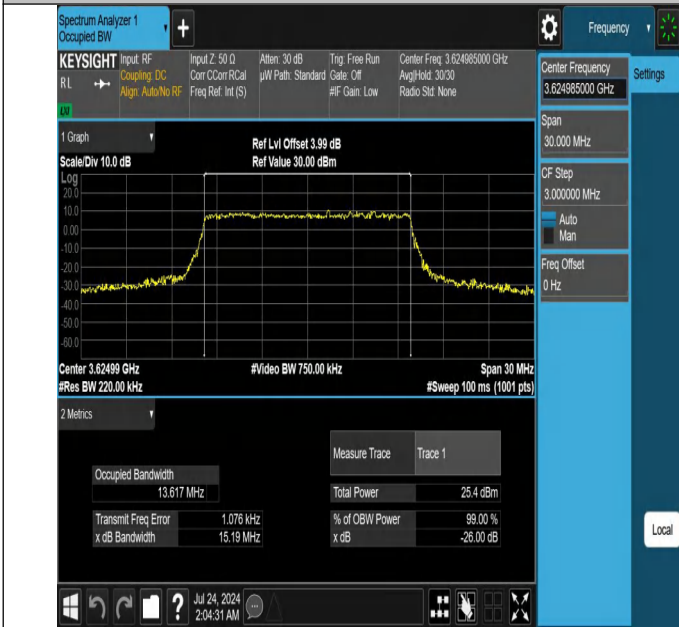 Spectrum Analyzer 1
Occupied BW
Frequency
KEYSIGHT
R L
Input: RF
Coupling: DC
Align: Auto/No RF
Input Z: 50 Ω
Corr CCorr RCal
Freq Ref: Int (S)
Atten: 30 dB
µW Path: Standard
Trig: Free Run
Gate: Off
#IF Gain: Low
Center Freq: 3.624985000 GHz
Avg|Hold: 30/30
Radio Std: None
Center Frequency
3.624985000 GHz
Settings
Span
30.000 MHz
CF Step
3.000000 MHz
Auto
Man
Freq Offset
0 Hz
Local
1 Graph
Scale/Div 10.0 dB
Ref Lvl Offset 3.99 dB
Ref Value 30.00 dBm
Log
20.0
10.0
0.00
-10.0
-20.0
-30.0
-40.0
-50.0
-60.0
Center 3.62499 GHz
#Res BW 220.00 kHz
#Video BW 750.00 kHz
Span 30 MHz
#Sweep 100 ms (1001 pts)
2 Metrics
Measure Trace Trace 1
Occupied Bandwidth
13.617 MHz
Total Power 25.4 dBm
Transmit Freq Error 1.076 kHz
% of OBW Power 99.00 %
x dB Bandwidth 15.19 MHz
x dB -26.00 dB
?
Jul 24, 2024
2:04:31 AM